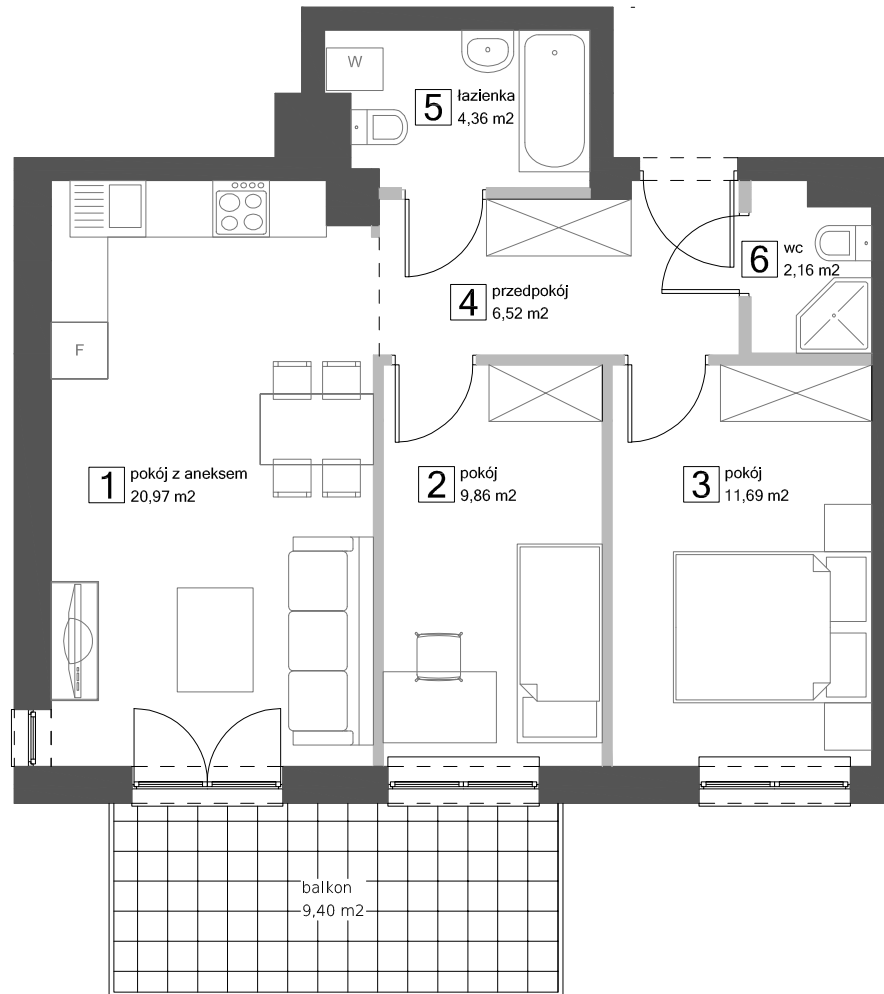 W
5
łazienka
4,36 m2
6
wc
2,16 m2
4
przedpokój
6,52 m2
F
1
pokój z aneksem
20,97 m2
2
pokój
9,86 m2
3
pokój
11,69 m2
balkon
9,40 m2